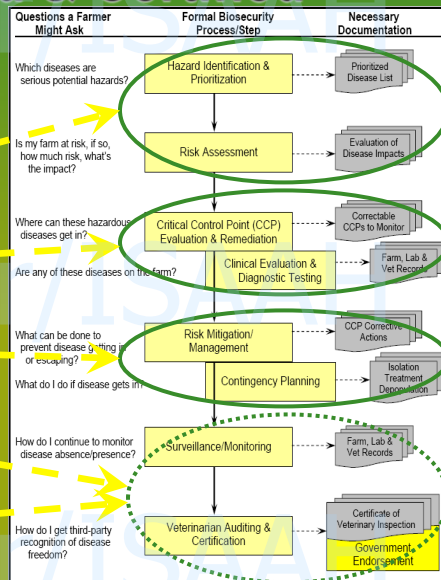 Questions a Farmer
Might Ask
Formal Biosecurity
Process/Step
Necessary
Documentation
Which diseases are
serious potential hazards?
Hazard Identification &
Prioritization
Prioritized
Disease List
Is my farm at risk, if so,
how much risk, what's
the impact?
Risk Assessment
Evaluation of
Disease Impacts
Where can these hazardous
diseases get in?
Critical Control Point (CCP)
Evaluation & Remediation
Correctable
CCPs to Monitor
Are any of these diseases on the farm?
Clinical Evaluation &
Diagnostic Testing
Farm, Lab &
Vet Records
What can be done to
prevent disease getting in
or escaping?
Risk Mitigation/
Management
CCP Corrective
Actions
What do I do if disease gets in?
Contingency Planning
Isolation
Treatment
Depopulation
How do I continue to monitor
disease absence/presence?
Surveillance/Monitoring
Farm, Lab &
Vet Records
How do I get third-party
recognition of disease
freedom?
Veterinarian Auditing &
Certification
Certificate of
Veterinary Inspection
Government
Endorsement
/ISAAH
/ISAAH